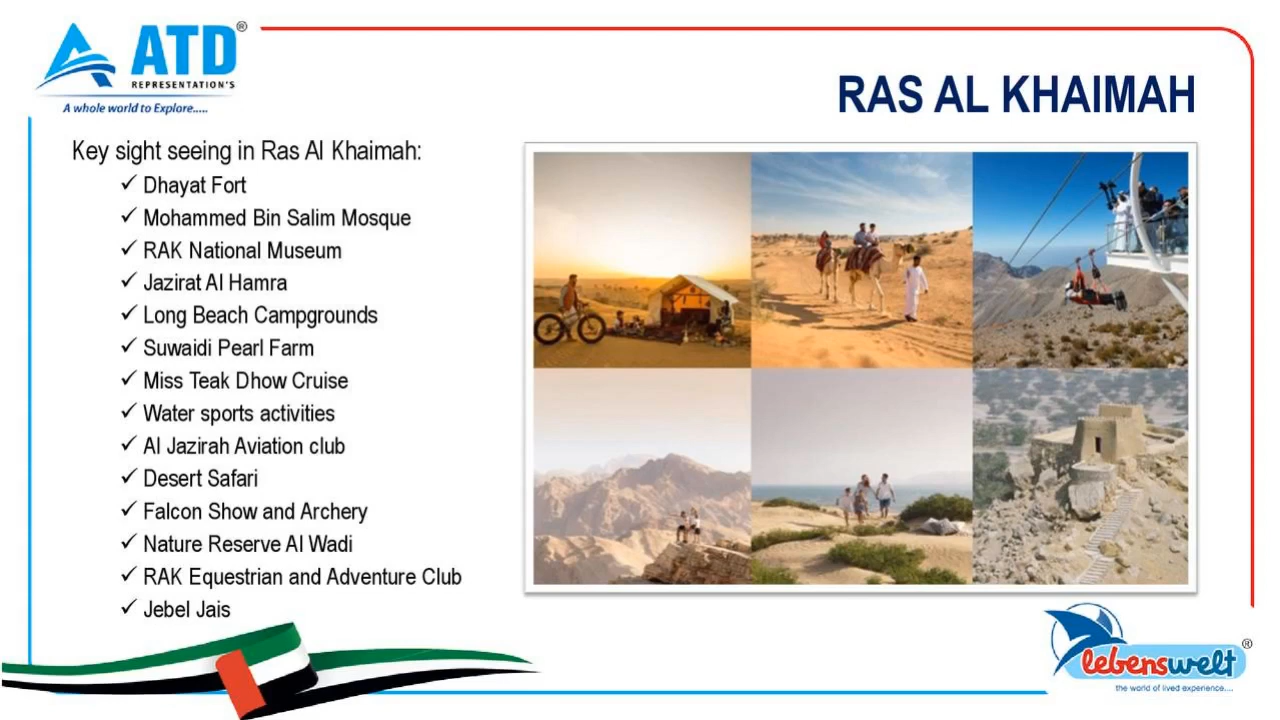 ATD®
REPRESENTATION'S
A whole world to Explore.....
RAS AL KHAIMAH
Key sight seeing in Ras Al Khaimah:
✓ Dhayat Fort
✓ Mohammed Bin Salim Mosque
✓ RAK National Museum
✓ Jazirat Al Hamra
✓ Long Beach Campgrounds
✓ Suwaidi Pearl Farm
✓ Miss Teak Dhow Cruise
✓ Water sports activities
✓ Al Jazirah Aviation club
✓ Desert Safari
✓ Falcon Show and Archery
✓ Nature Reserve Al Wadi
✓ RAK Equestrian and Adventure Club
✓ Jebel Jais
lebenswelt®
the world of lived experience....